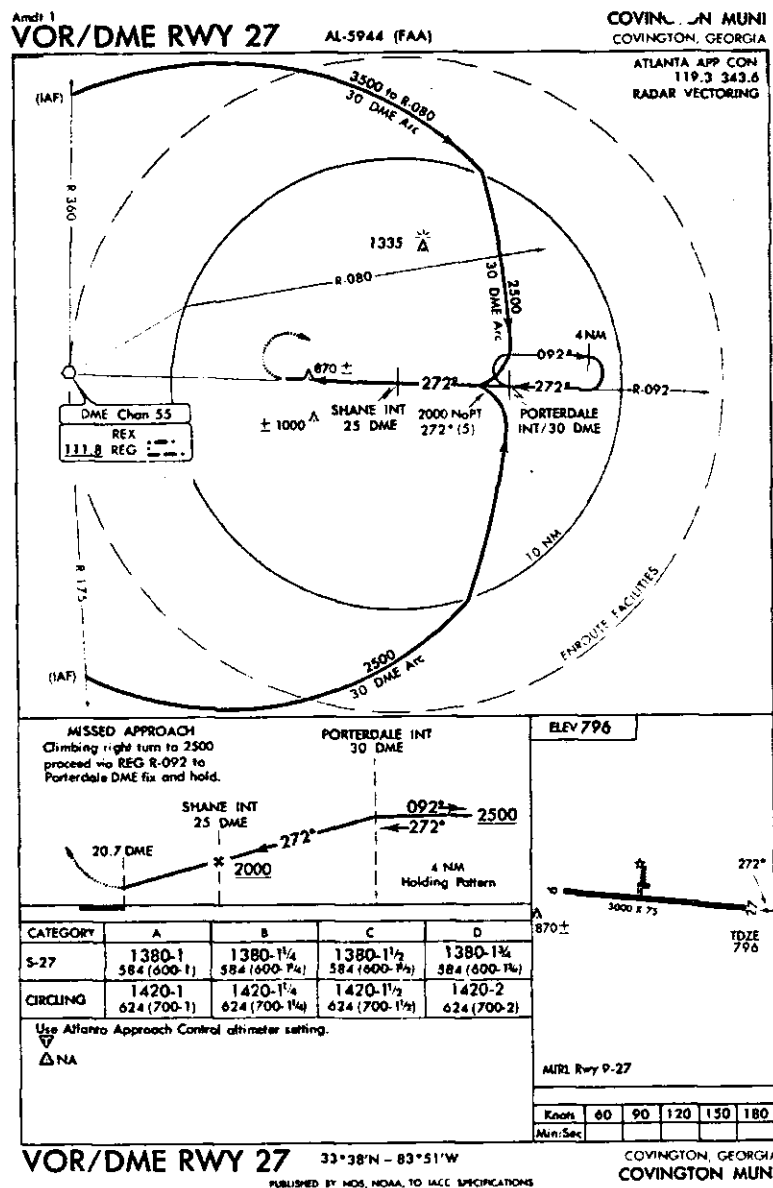 Amdt 1
VOR/DME RWY 27
AL-5944 (FAA)
COVINGTON MUNI
COVINGTON, GEORGIA
ATLANTA APP CON
119.3 343.6
RADAR VECTORING
(IAF)
3500 to R-080
30 DME Arc
R 360
1335
R-080
2500
30 DME Arc
4 NM
092°
870 ±
272°
272°
R-092
DME Chan 55
REX
111.8 REG
± 1000
SHANE INT
25 DME
2000 NoPT
272° (5)
PORTERDALE
INT/30 DME
R 175
10 NM
ENROUTE FACILITIES
(IAF)
2500
30 DME Arc
MISSED APPROACH
Climbing right turn to 2500
proceed via REG R-092 to
Porterdale DME fix and hold.
PORTERDALE INT
30 DME
SHANE INT
25 DME
092°
272°
2500
272°
20.7 DME
2000
4 NM
Holding Pattern
ELEV 796
272°
3000 X 75
27
870±
TDZE
796
MIRL Rwy 9-27
CATEGORY A B C D
S-27 1380-1 1380-1¼ 1380-1½ 1380-1¾
584 (600-1) 584 (600-1¼) 584 (600-1½) 584 (600-1¾)
CIRCLING 1420-1 1420-1¼ 1420-1½ 1420-2
624 (700-1) 624 (700-1¼) 624 (700-1½) 624 (700-2)
Use Atlanta Approach Control altimeter setting.
NA
Knots 60 90 120 150 180
Min:Sec
VOR/DME RWY 27
33°38'N – 83°51'W
COVINGTON, GEORGIA
COVINGTON MUN
PUBLISHED BY NOS, NOAA, TO IACC SPECIFICATIONS